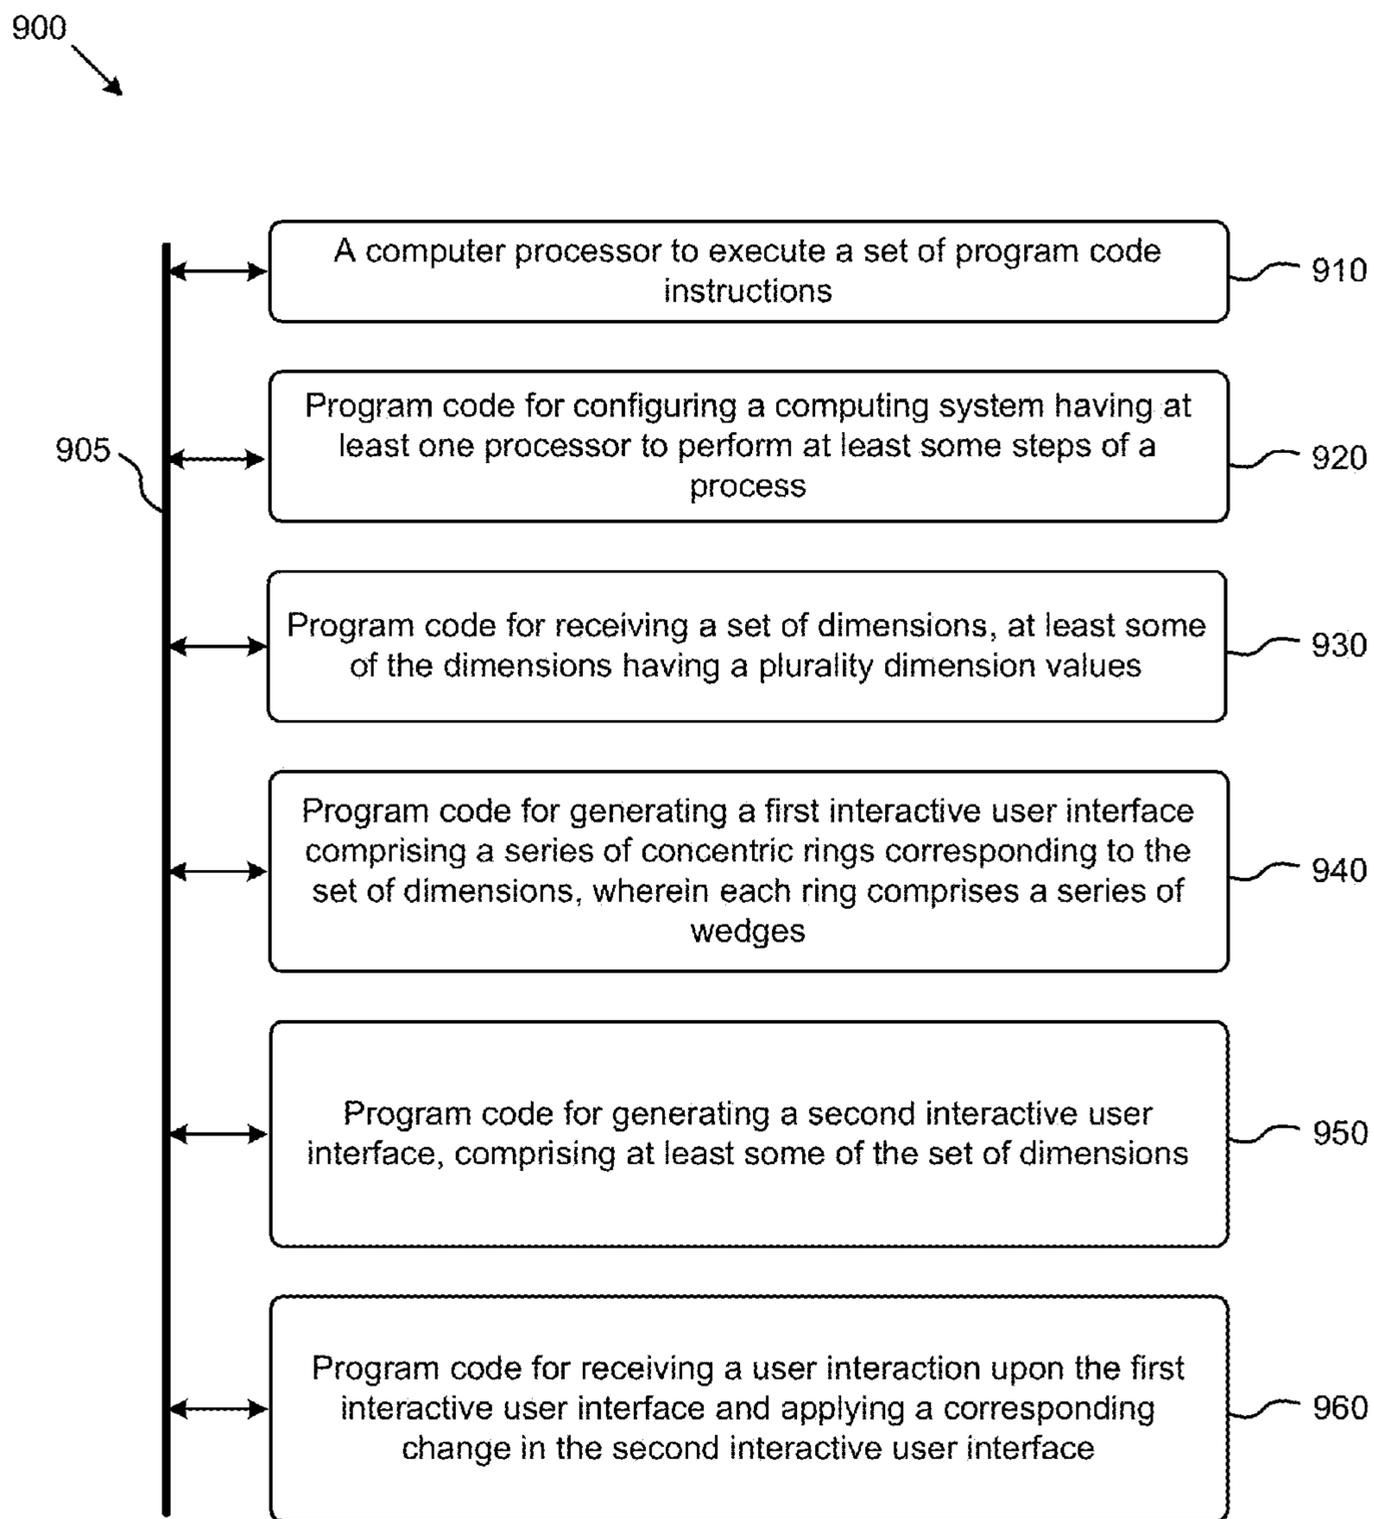 900
A computer processor to execute a set of program code
instructions
910
Program code for configuring a computing system having at
least one processor to perform at least some steps of a
process
905
920
Program code for receiving a set of dimensions, at least some
of the dimensions having a plurality dimension values
930
Program code for generating a first interactive user interface
comprising a series of concentric rings corresponding to the
set of dimensions, wherein each ring comprises a series of
wedges
940
Program code for generating a second interactive user
interface, comprising at least some of the set of dimensions
950
Program code for receiving a user interaction upon the first
interactive user interface and applying a corresponding
change in the second interactive user interface
960